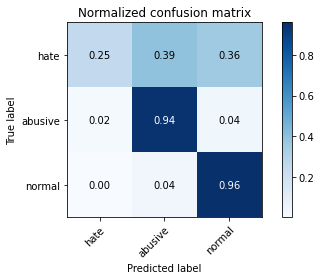 Normalized confusion matrix
True label
hate 0.25 0.39 0.36
abusive 0.02 0.94 0.04
normal 0.00 0.04 0.96
hate abusive normal
Predicted label
0.8
0.6
0.4
0.2